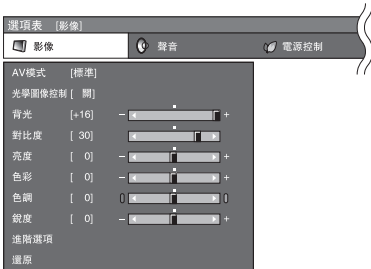 選項表 [影像]
影像 聲音 電源控制
AV模式 [標準]
光學圖像控制 [ 開]
背光 [+16] − +
對比度 [ 30]
亮度 [ 0] − +
色彩 [ 0] − +
色調 [ 0]
銳度 [ 0] − +
進階選項
還原